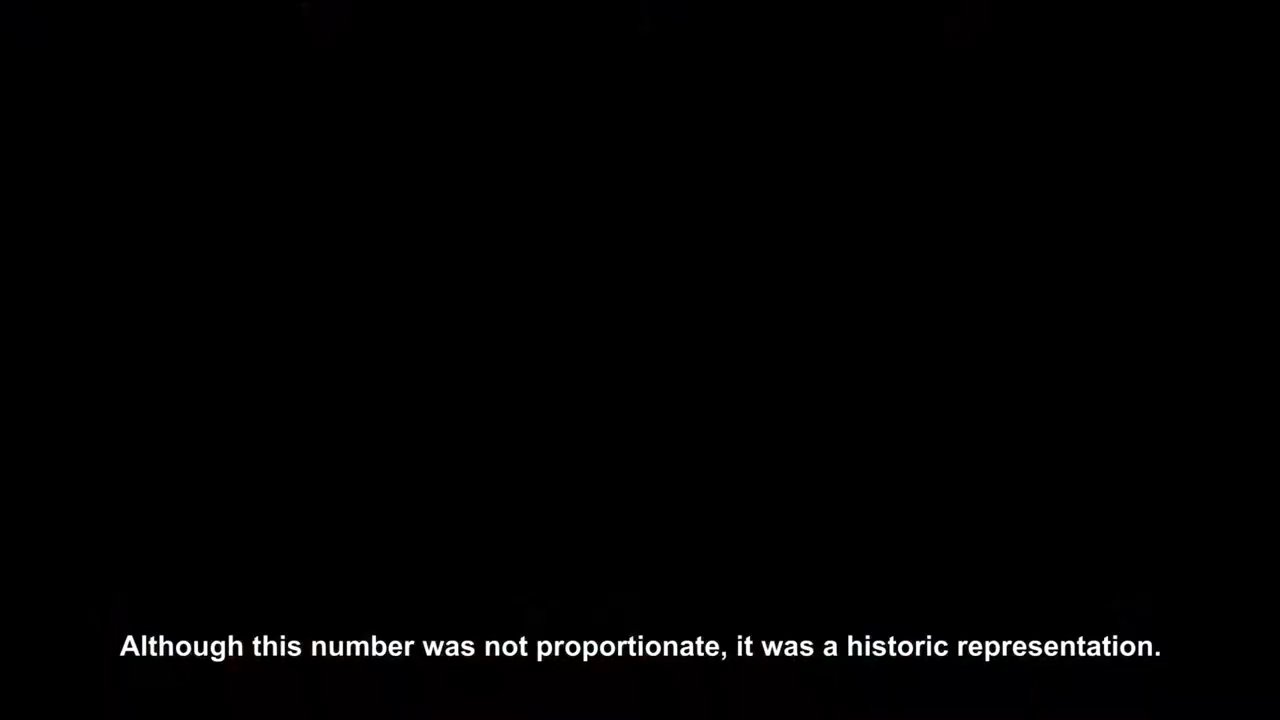 Although this number was not proportionate, it was a historic representation.